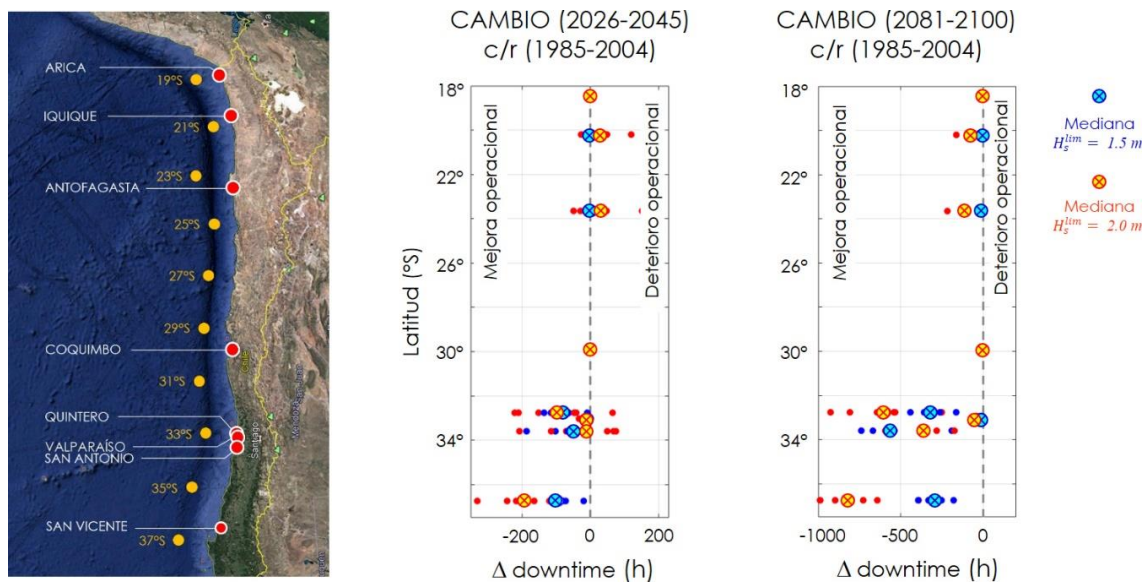 ARICA
19°S
IQUIQUE
21°S
23°S
ANTOFAGASTA
25°S
27°S
29°S
COQUIMBO
Chile
31°S
QUINTERO
33°S
VALPARAÍSO
SAN ANTONIO
Santiago
35°S
SAN VICENTE
37°S
CAMBIO (2026-2045)
c/r (1985-2004)
18°
22°
26°
30°
34°
Latitud (°S)
Mejora operacional
Deterioro operacional
-200
0
200
Δ downtime (h)
CAMBIO (2081-2100)
c/r (1985-2004)
18°
22°
26°
30°
34°
Mejora operacional
Deterioro operacional
-1000
-500
0
Δ downtime (h)
Mediana
H_s^lim = 1.5 m
Mediana
H_s^lim = 2.0 m